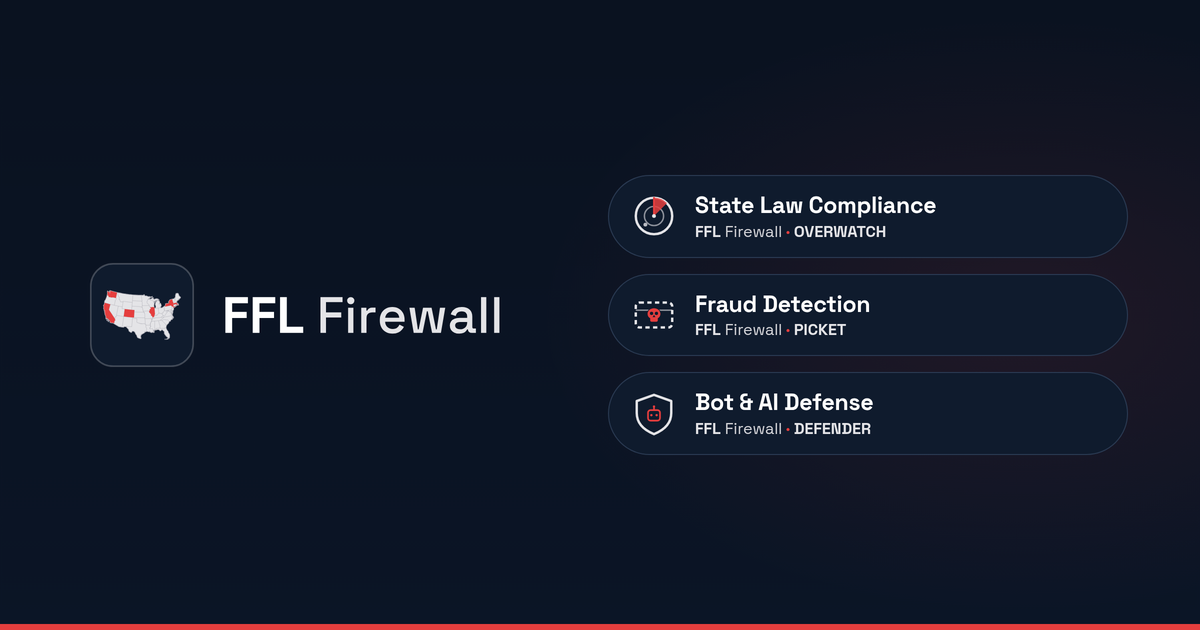 FFL Firewall
State Law Compliance
FFL Firewall • OVERWATCH
Fraud Detection
FFL Firewall • PICKET
Bot & AI Defense
FFL Firewall • DEFENDER